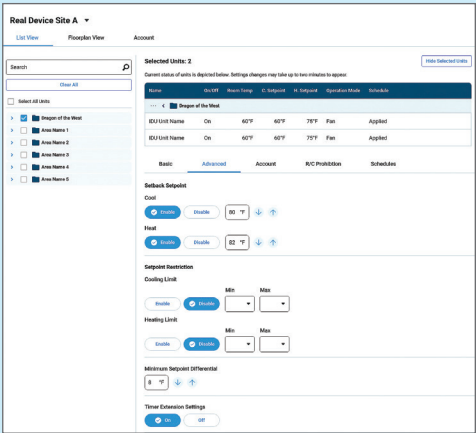 Real Device Site A
List View Floorplan View Account
Search
Clear All
Select All Units
Dragon of the West
Area Name 1
Area Name 2
Area Name 3
Area Name 4
Area Name 5
Selected Units: 2
Hide Selected Units
Current status of units is depicted below. Settings changes may take up to two minutes to appear.
Name On/Off Room Temp C. Setpoint H. Setpoint Operation Mode Schedule
... Dragon of the West
IDU Unit Name On 60°F 60°F 75°F Fan Applied
IDU Unit Name On 60°F 60°F 75°F Fan Applied
Basic Advanced Account R/C Prohibition Schedules
Setback Setpoint
Cool
Enable Disable 80 °F
Heat
Enable Disable 82 °F
Setpoint Restriction
Cooling Limit
Min Max
Enable Disable
Heating Limit
Min Max
Enable Disable
Minimum Setpoint Differential
8 °F
Timer Extension Settings
On Off